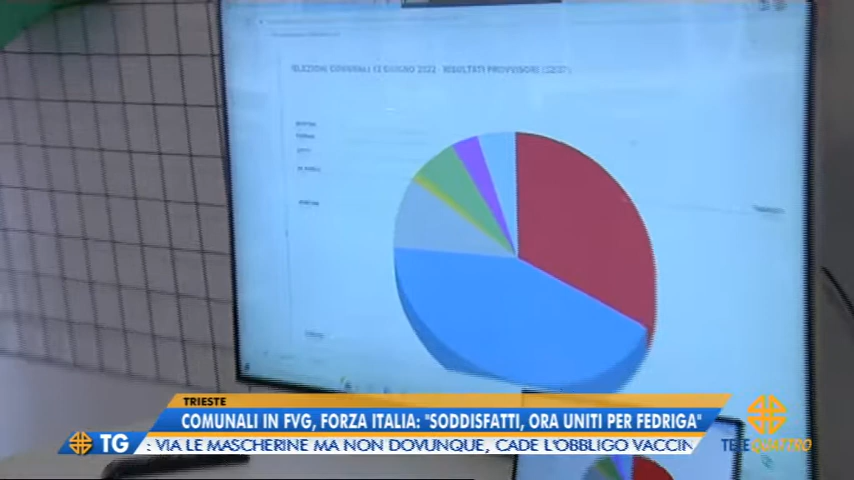 ELEZIONI COMUNALI 12 GIUGNO 2022 - RISULTATI PROVVISORI
TRIESTE
COMUNALI IN FVG, FORZA ITALIA: "SODDISFATTI, ORA UNITI PER FEDRIGA"
TG
: VIA LE MASCHERINE MA NON DOVUNQUE, CADE L'OBBLIGO VACCIN
TELEQUATTRO